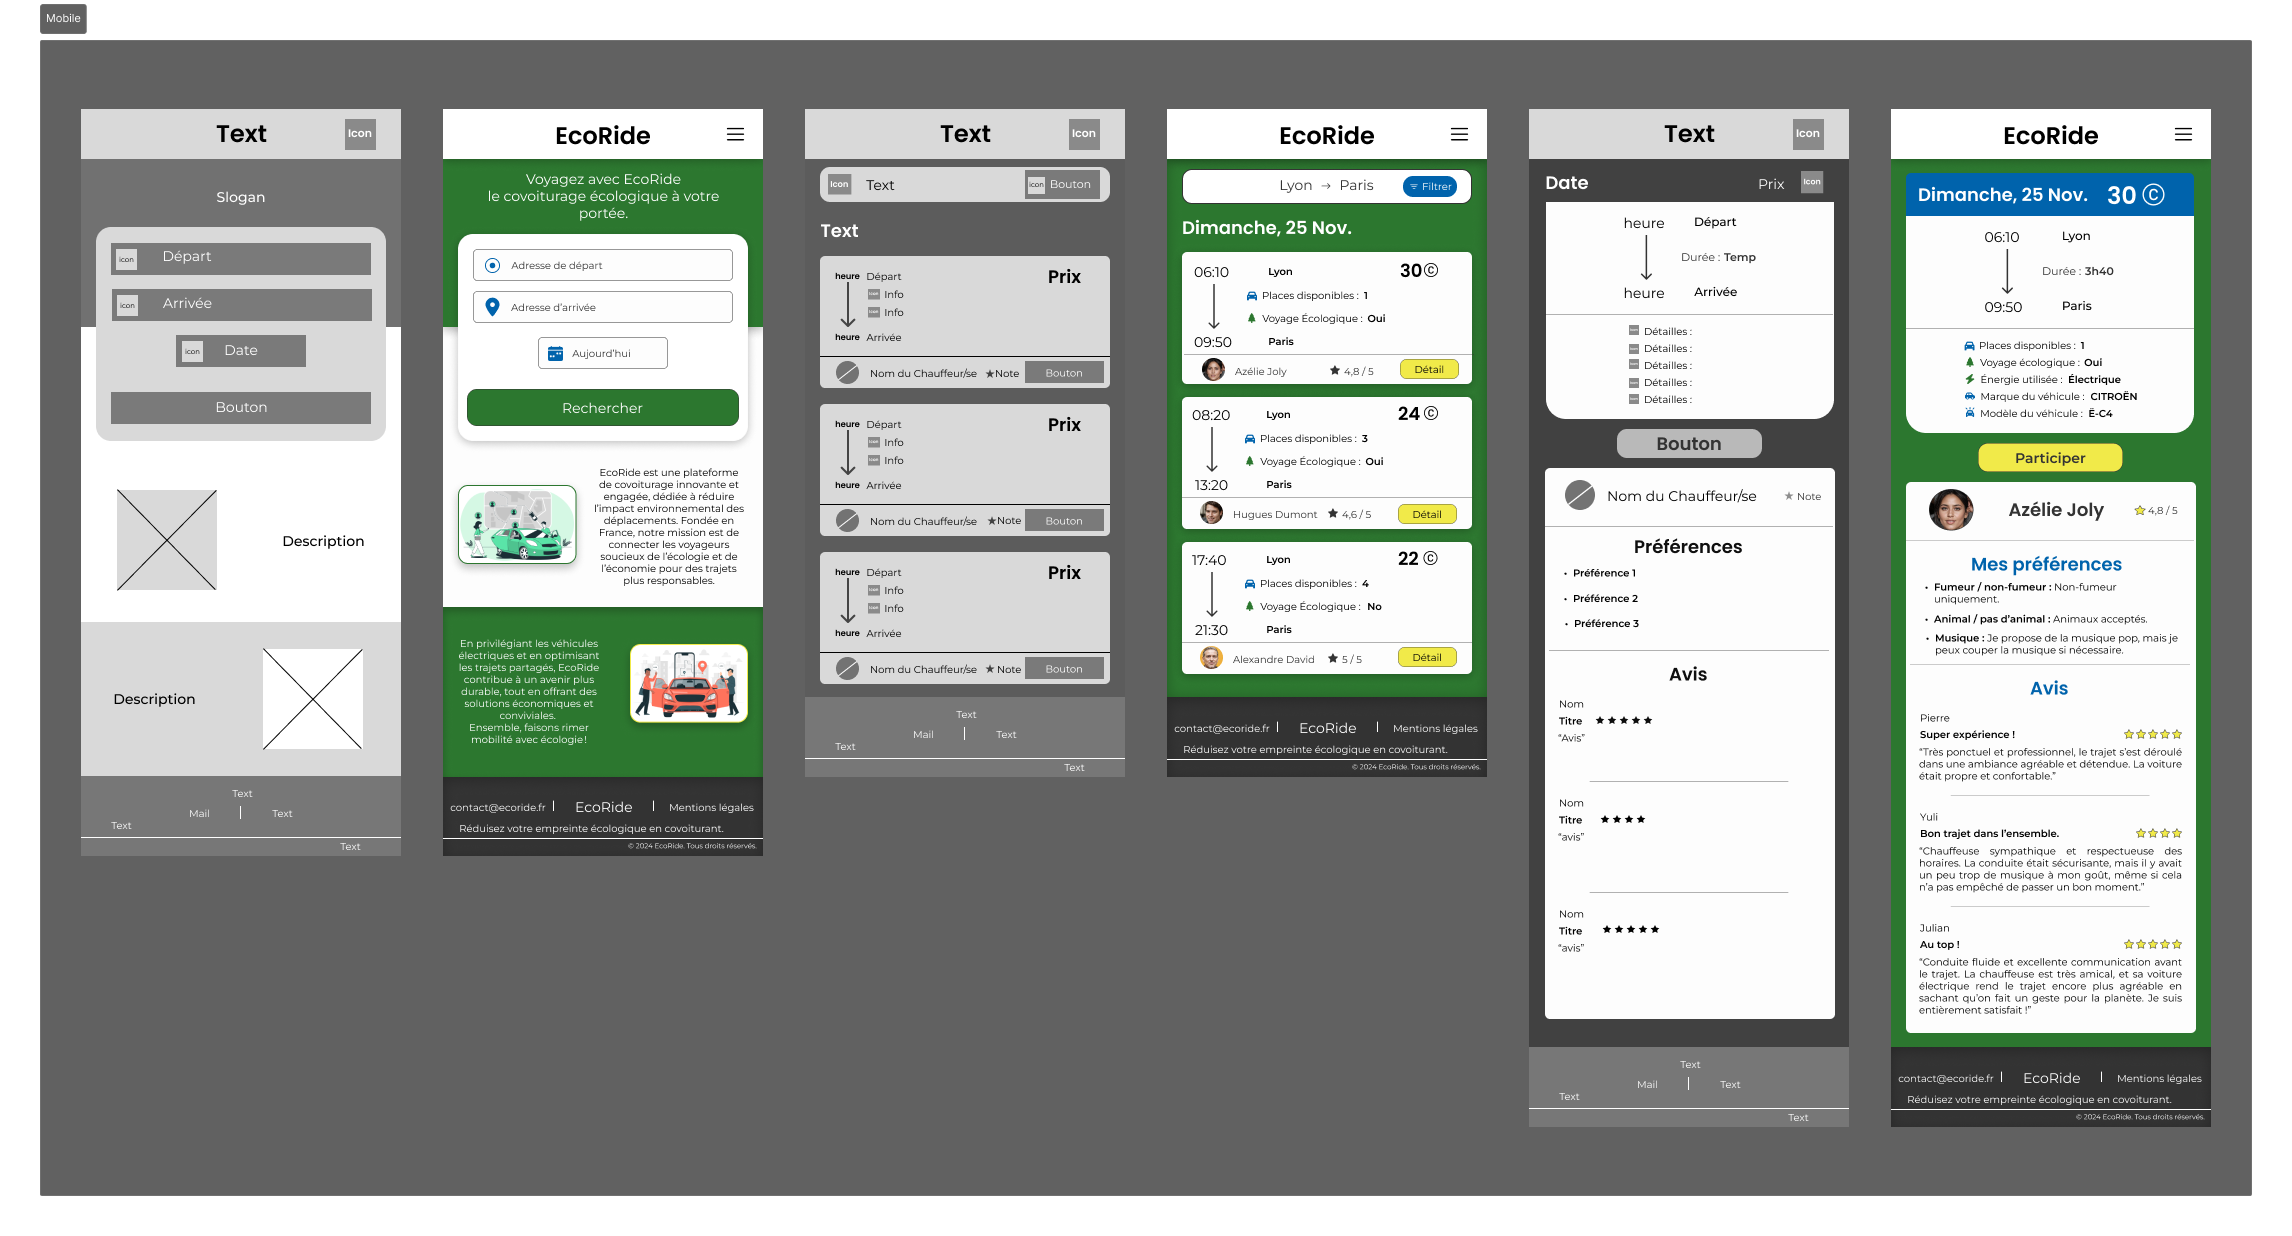 Mobile
Text
Icon
Slogan
icon
Départ
icon
Arrivée
icon
Date
Bouton
Description
Description
Text
Mail
Text
Text
Text
EcoRide
Voyagez avec EcoRide
le covoiturage écologique à votre
portée.
Adresse de départ
Adresse d'arrivée
Aujourd'hui
Rechercher
EcoRide est une plateforme
de covoiturage innovante et
engagée, dédiée à réduire
l'impact environnemental des
déplacements. Fondée en
France, notre mission est de
connecter les voyageurs
soucieux de l'écologie et de
l'économie pour des trajets
plus responsables.
En privilégiant les véhicules
électriques et en optimisant
les trajets partagés, EcoRide
contribue à un avenir plus
durable, tout en offrant des
solutions économiques et
conviviales.
Ensemble, faisons rimer
mobilité avec écologie!
contact@ecoride.fr | EcoRide | Mentions légales
Réduisez votre empreinte écologique en covoiturant.
© 2024 EcoRide. Tous droits réservés.
Text
Icon
Icon
Text
icon Bouton
Text
heure Départ
Prix
icon Info
icon Info
heure Arrivée
Nom du Chauffeur/se ★Note Bouton
heure Départ
Prix
icon Info
icon Info
heure Arrivée
Nom du Chauffeur/se ★Note Bouton
heure Départ
Prix
icon Info
icon Info
heure Arrivée
Nom du Chauffeur/se ★ Note Bouton
Text
Mail
Text
Text
Text
EcoRide
Lyon → Paris
Filtrer
Dimanche, 25 Nov.
06:10 Lyon 30 ©
Places disponibles : 1
Voyage Écologique : Oui
09:50 Paris
Azélie Joly ★ 4,8 / 5 Détail
08:20 Lyon 24 ©
Places disponibles : 3
Voyage Écologique : Oui
13:20 Paris
Hugues Dumont ★ 4,6 / 5 Détail
17:40 Lyon 22 ©
Places disponibles : 4
Voyage Écologique : No
21:30 Paris
Alexandre David ★ 5 / 5 Détail
contact@ecoride.fr | EcoRide | Mentions légales
Réduisez votre empreinte écologique en covoiturant.
© 2024 EcoRide. Tous droits réservés.
Text
Icon
Date
Prix
Icon
heure Départ
Durée : Temp
heure Arrivée
Détailles :
Détailles :
Détailles :
Détailles :
Détailles :
Bouton
Nom du Chauffeur/se
★ Note
Préférences
• Préférence 1
• Préférence 2
• Préférence 3
Avis
Nom
Titre ★★★★★
“Avis”
Nom
Titre ★★★★
“avis”
Nom
Titre ★★★★★
“avis”
Text
Mail
Text
Text
Text
EcoRide
Dimanche, 25 Nov. 30 ©
06:10 Lyon
Durée : 3h40
09:50 Paris
Places disponibles : 1
Voyage écologique : Oui
Énergie utilisée : Électrique
Marque du véhicule : CITROËN
Modèle du véhicule : Ë-C4
Participer
Azélie Joly
4,8 / 5
Mes préférences
• Fumeur / non-fumeur : Non-fumeur
uniquement.
• Animal / pas d'animal : Animaux acceptés.
• Musique : Je propose de la musique pop, mais je
peux couper la musique si nécessaire.
Avis
Pierre
Super expérience !
“Très ponctuel et professionnel, le trajet s'est déroulé
dans une ambiance agréable et détendue. La voiture
était propre et confortable.”
Yuli
Bon trajet dans l'ensemble.
“Chauffeuse sympathique et respectueuse des
horaires. La conduite était sécurisante, mais il y avait
un peu trop de musique à mon goût, même si cela
n'a pas empêché de passer un bon moment.”
Julian
Au top !
“Conduite fluide et excellente communication avant
le trajet. La chauffeuse est très amical, et sa voiture
électrique rend le trajet encore plus agréable en
sachant qu'on fait un geste pour la planète. Je suis
entièrement satisfait !”
contact@ecoride.fr | EcoRide | Mentions légales
Réduisez votre empreinte écologique en covoiturant.
© 2024 EcoRide. Tous droits réservés.